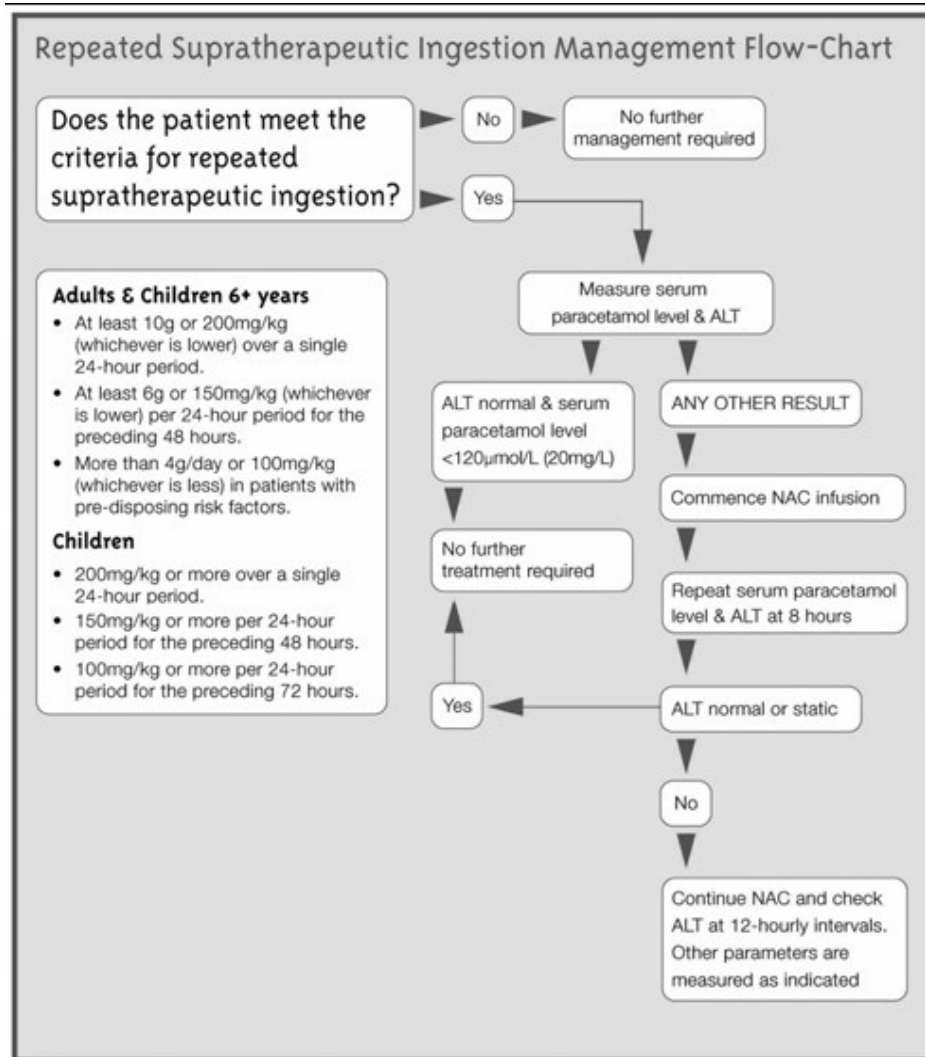 Repeated Supratherapeutic Ingestion Management Flow-Chart
Does the patient meet the
criteria for repeated
supratherapeutic ingestion?
No
No further
management required
Yes
Adults & Children 6+ years
• At least 10g or 200mg/kg
(whichever is lower) over a single
24-hour period.
• At least 6g or 150mg/kg (whichever
is lower) per 24-hour period for the
preceding 48 hours.
• More than 4g/day or 100mg/kg
(whichever is less) in patients with
pre-disposing risk factors.
Children
• 200mg/kg or more over a single
24-hour period.
• 150mg/kg or more per 24-hour
period for the preceding 48 hours.
• 100mg/kg or more per 24-hour
period for the preceding 72 hours.
Measure serum
paracetamol level & ALT
ALT normal & serum
paracetamol level
<120µmol/L (20mg/L)
ANY OTHER RESULT
Commence NAC infusion
No further
treatment required
Repeat serum paracetamol
level & ALT at 8 hours
Yes
ALT normal or static
No
Continue NAC and check
ALT at 12-hourly intervals.
Other parameters are
measured as indicated